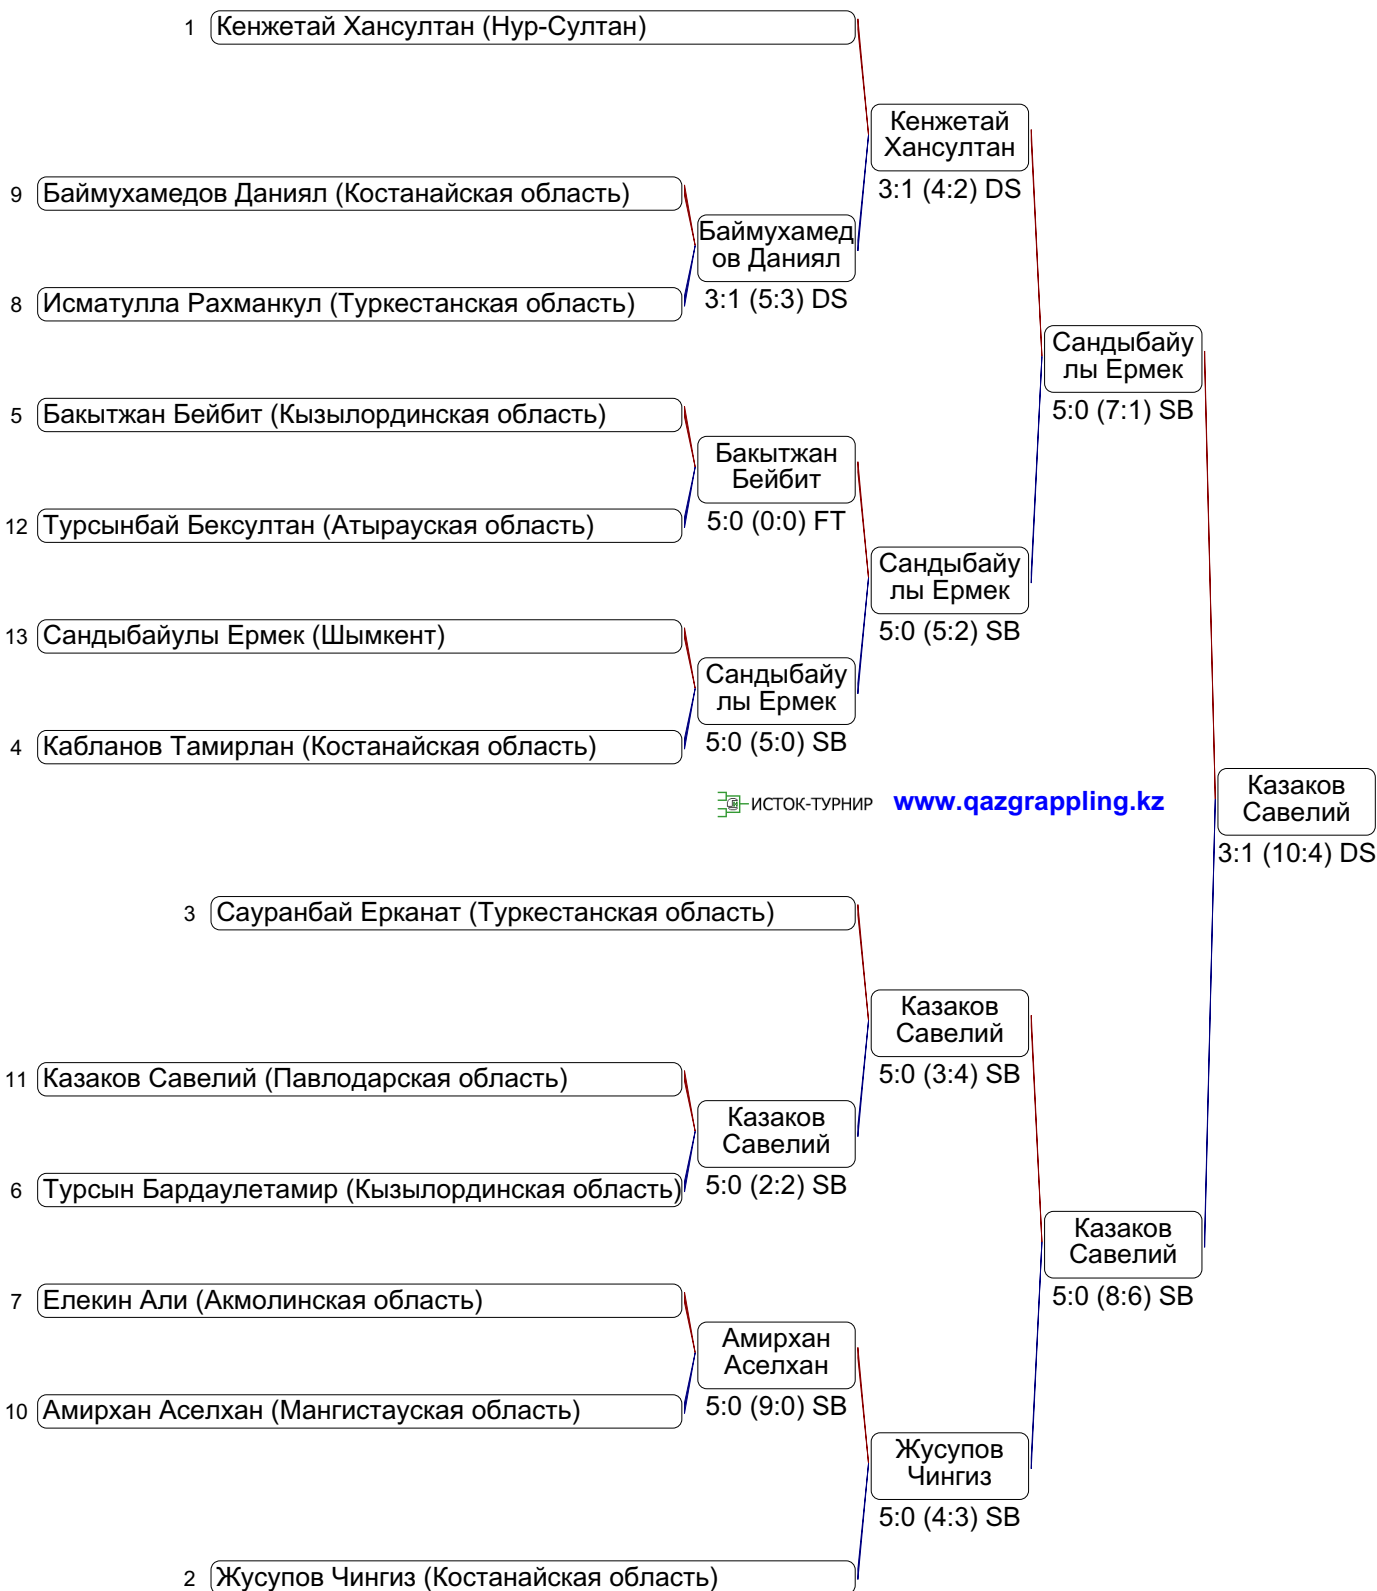 1 Кенжетай Хансултан (Нур-Султан)
Кенжетай
Хансултан
3:1 (4:2) DS
9 Баймухамедов Даниял (Костанайская область)
Баймухамед
ов Даниял
3:1 (5:3) DS
8 Исматулла Рахманкул (Туркестанская область)
Сандыбайу
лы Ермек
5:0 (7:1) SB
5 Бакытжан Бейбит (Кызылординская область)
Бакытжан
Бейбит
5:0 (0:0) FT
12 Турсынбай Бексултан (Атырауская область)
Сандыбайу
лы Ермек
5:0 (5:2) SB
13 Сандыбайулы Ермек (Шымкент)
Сандыбайу
лы Ермек
5:0 (5:0) SB
4 Кабланов Тамирлан (Костанайская область)
ИСТОК-ТУРНИР www.qazgrappling.kz
Казаков
Савелий
3:1 (10:4) DS
3 Сауранбай Ерканат (Туркестанская область)
Казаков
Савелий
5:0 (3:4) SB
11 Казаков Савелий (Павлодарская область)
Казаков
Савелий
5:0 (2:2) SB
6 Турсын Бардаулетамир (Кызылординская область)
Казаков
Савелий
5:0 (8:6) SB
7 Елекин Али (Акмолинская область)
Амирхан
Аселхан
5:0 (9:0) SB
10 Амирхан Аселхан (Мангистауская область)
Жусупов
Чингиз
5:0 (4:3) SB
2 Жусупов Чингиз (Костанайская область)